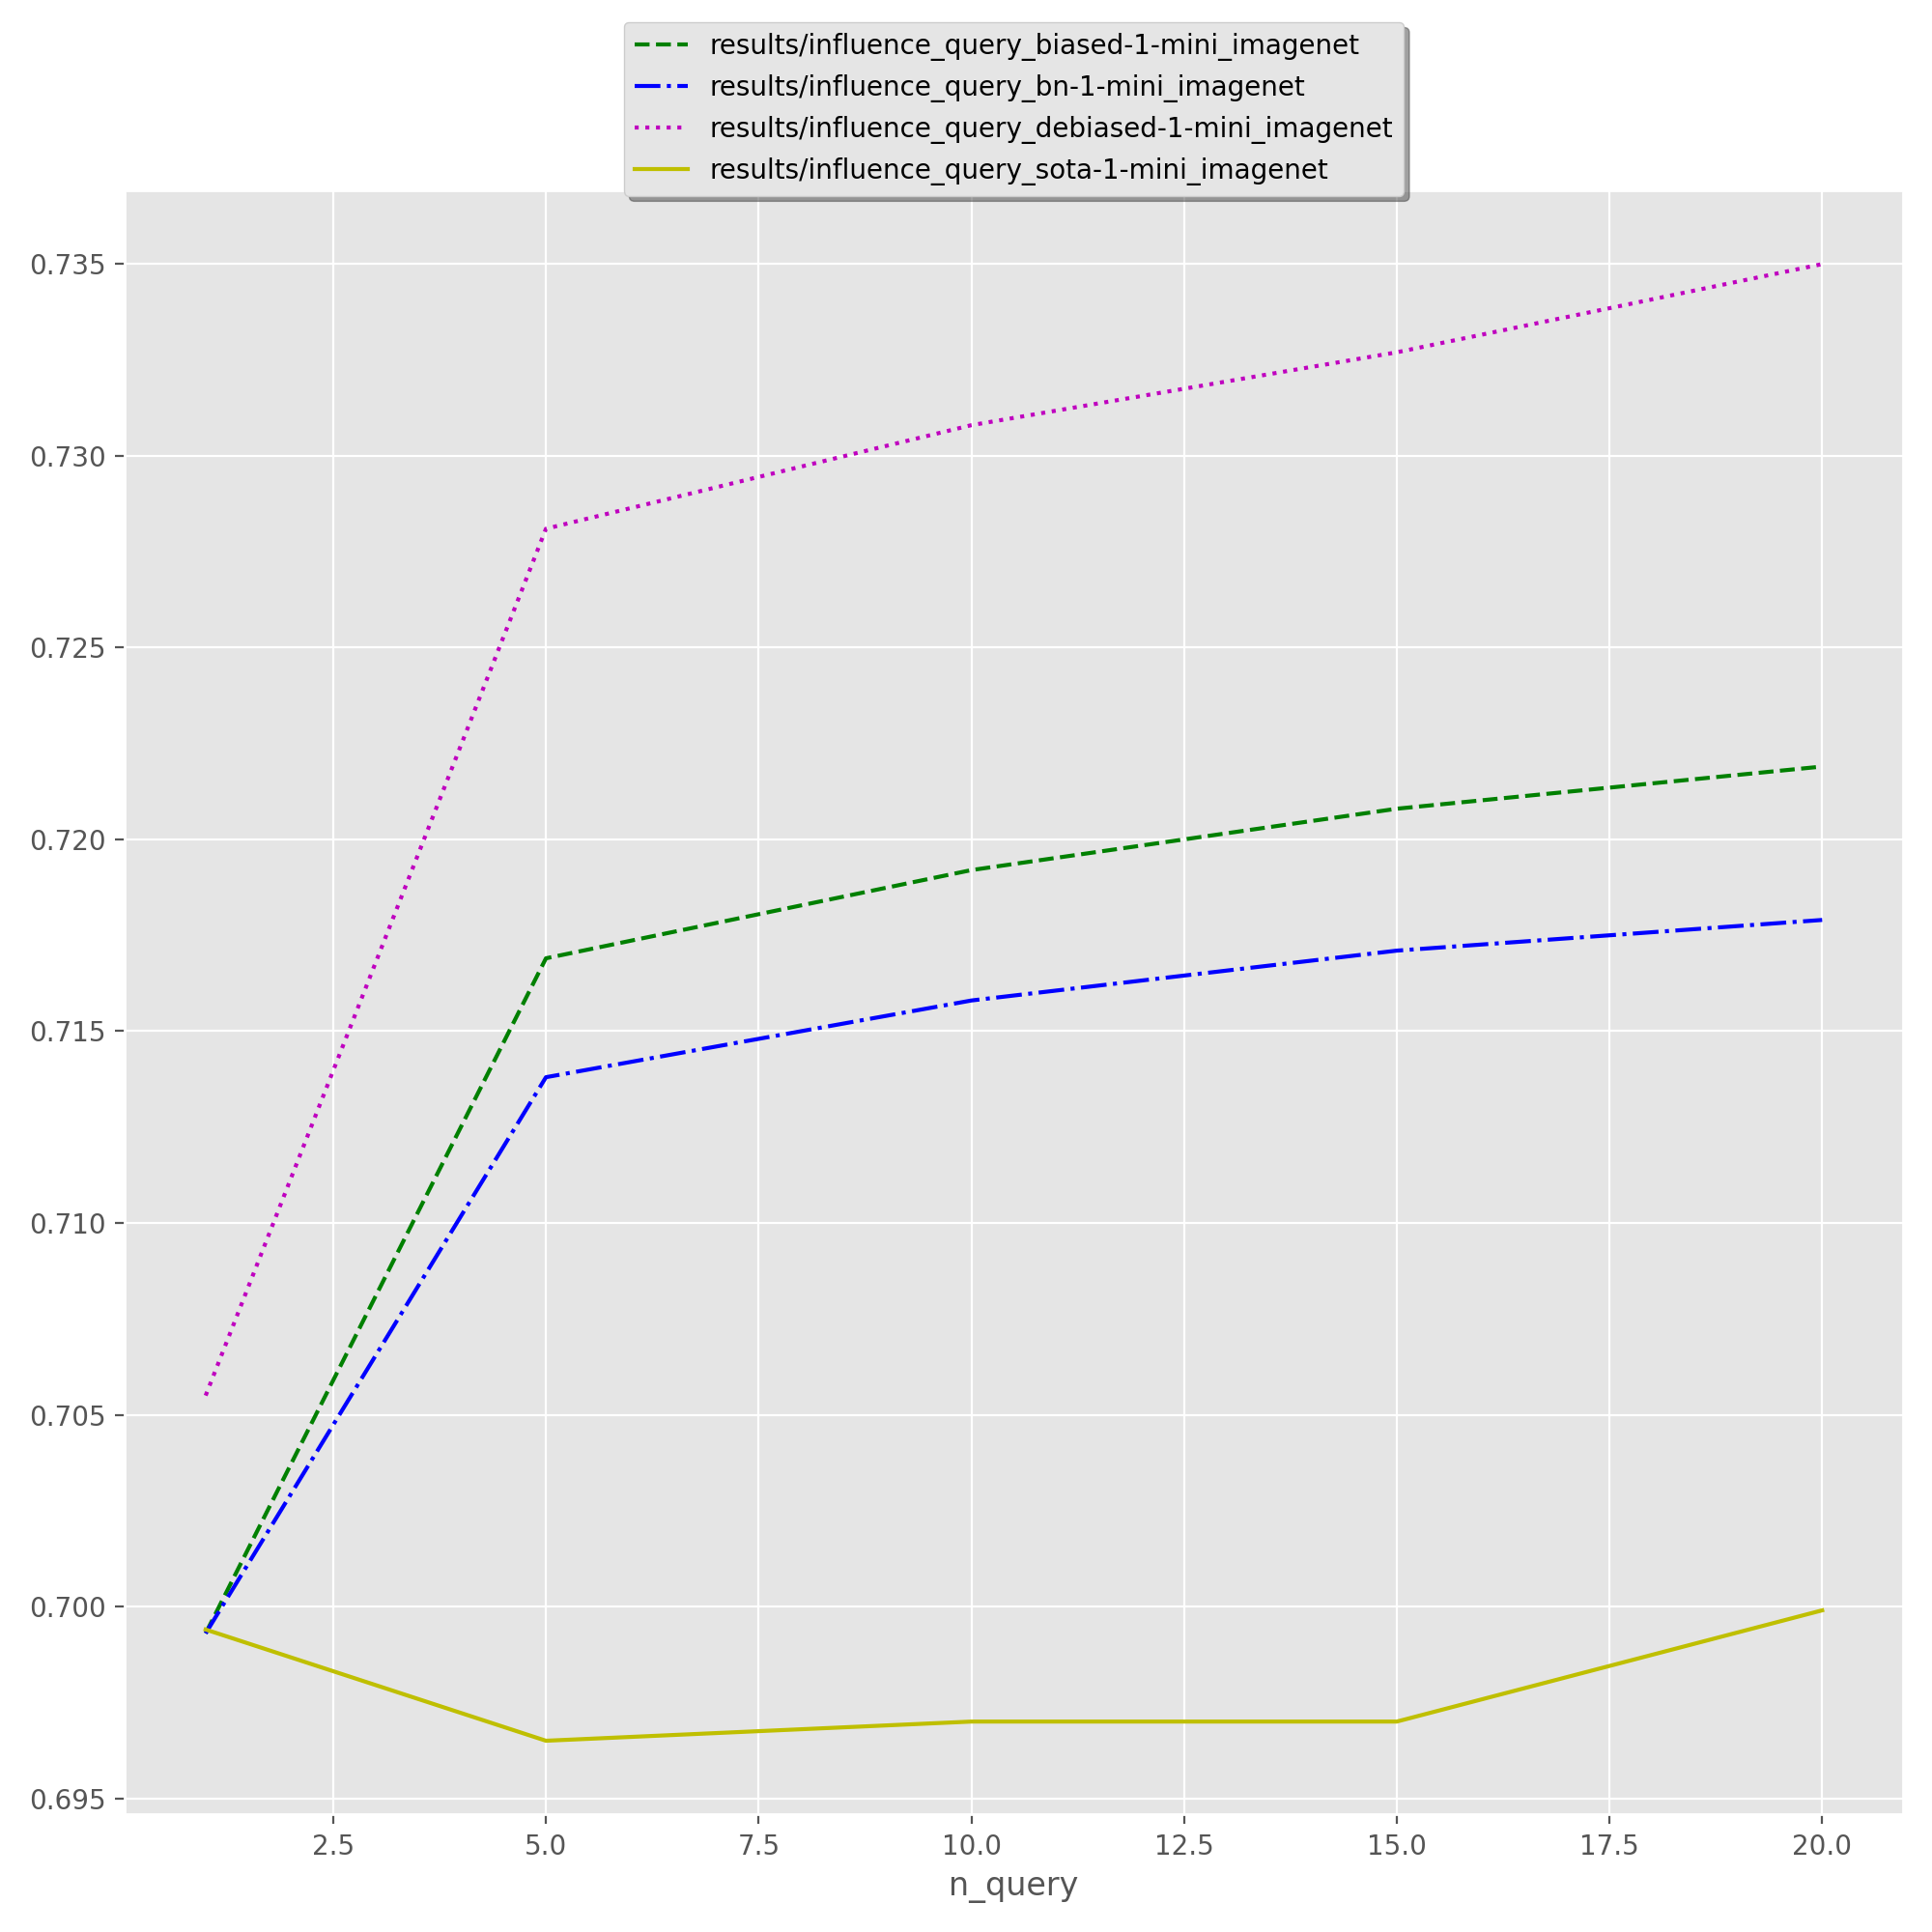 results/influence_query_biased-1-mini_imagenet
results/influence_query_bn-1-mini_imagenet
results/influence_query_debiased-1-mini_imagenet
results/influence_query_sota-1-mini_imagenet
0.735
0.730
0.725
0.720
0.715
0.710
0.705
0.700
0.695
2.5 5.0 7.5 10.0 12.5 15.0 17.5 20.0
n_query